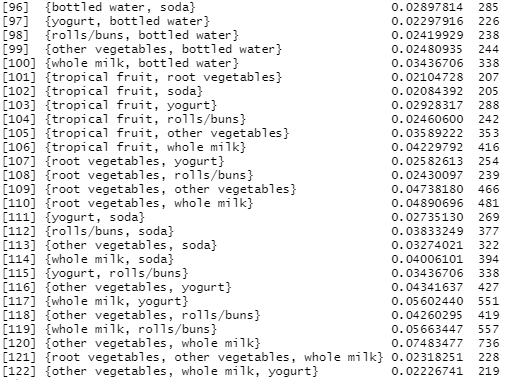 [96] {bottled water, soda} 0.02897814 285
[97] {yogurt, bottled water} 0.02297916 226
[98] {rolls/buns, bottled water} 0.02419929 238
[99] {other vegetables, bottled water} 0.02480935 244
[100] {whole milk, bottled water} 0.03436706 338
[101] {tropical fruit, root vegetables} 0.02104728 207
[102] {tropical fruit, soda} 0.02084392 205
[103] {tropical fruit, yogurt} 0.02928317 288
[104] {tropical fruit, rolls/buns} 0.02460600 242
[105] {tropical fruit, other vegetables} 0.03589222 353
[106] {tropical fruit, whole milk} 0.04229792 416
[107] {root vegetables, yogurt} 0.02582613 254
[108] {root vegetables, rolls/buns} 0.02430097 239
[109] {root vegetables, other vegetables} 0.04738180 466
[110] {root vegetables, whole milk} 0.04890696 481
[111] {yogurt, soda} 0.02735130 269
[112] {rolls/buns, soda} 0.03833249 377
[113] {other vegetables, soda} 0.03274021 322
[114] {whole milk, soda} 0.04006101 394
[115] {yogurt, rolls/buns} 0.03436706 338
[116] {other vegetables, yogurt} 0.04341637 427
[117] {whole milk, yogurt} 0.05602440 551
[118] {other vegetables, rolls/buns} 0.04260295 419
[119] {whole milk, rolls/buns} 0.05663447 557
[120] {other vegetables, whole milk} 0.07483477 736
[121] {root vegetables, other vegetables, whole milk} 0.02318251 228
[122] {other vegetables, whole milk, yogurt} 0.02226741 219